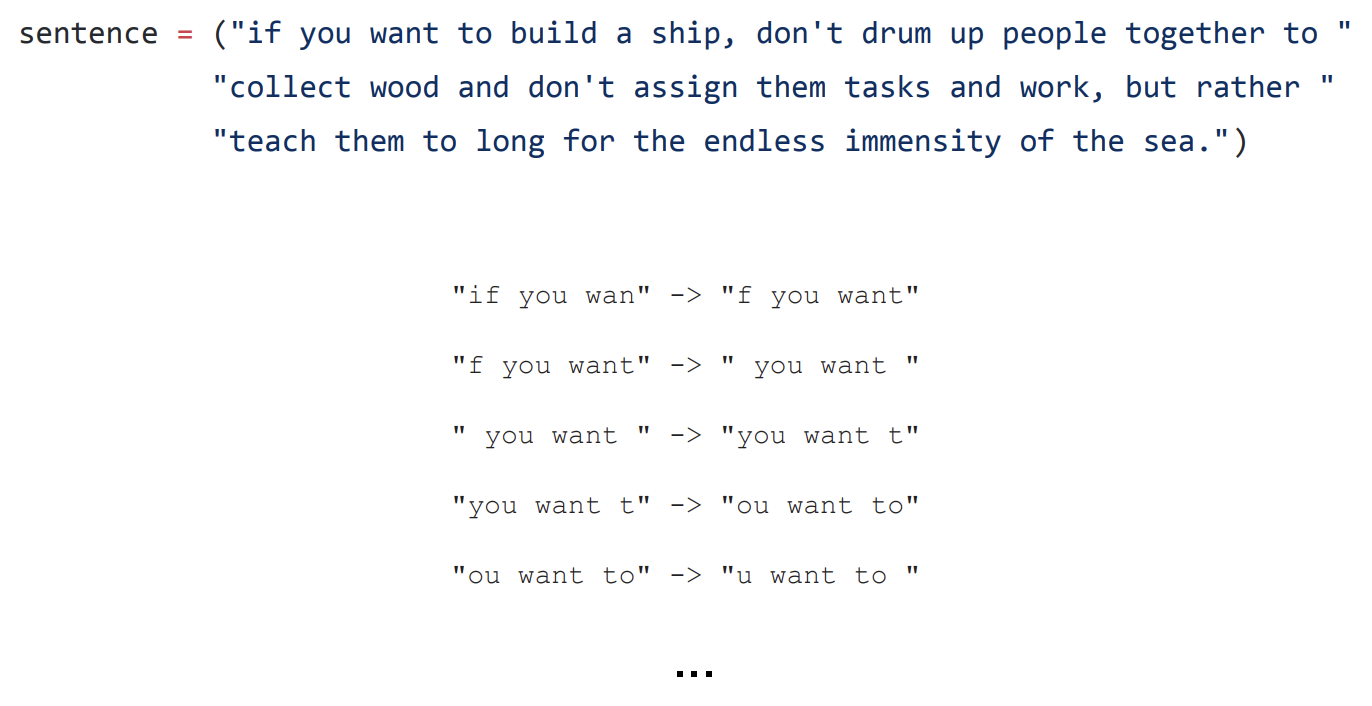 sentence = ("if you want to build a ship, don't drum up people together to "
"collect wood and don't assign them tasks and work, but rather "
"teach them to long for the endless immensity of the sea.")
"if you wan" -> "f you want"
"f you want" -> " you want "
" you want " -> "you want t"
"you want t" -> "ou want to"
"ou want to" -> "u want to "
...